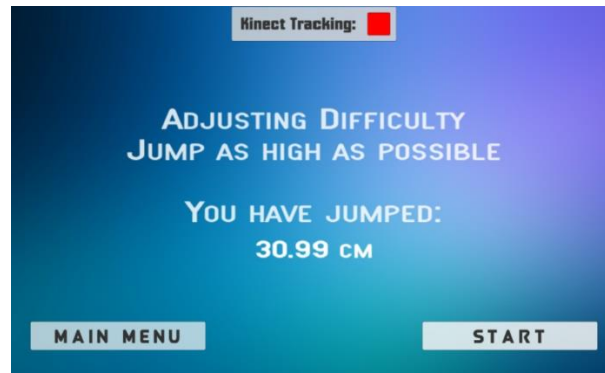 Kinect Tracking:
Adjusting Difficulty
Jump as high as possible
You have jumped:
30.99 cm
MAIN MENU
START